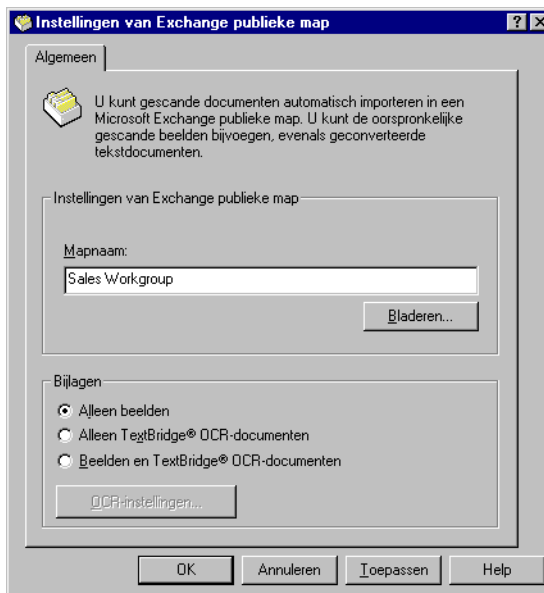 Instellingen van Exchange publieke map
Algemeen
U kunt gescande documenten automatisch importeren in een
Microsoft Exchange publieke map. U kunt de oorspronkelijke
gescande beelden bijvoegen, evenals geconverteerde
tekstdocumenten.
Instellingen van Exchange publieke map
Mapnaam:
Sales Workgroup
Bladeren...
Bijlagen
Alleen beelden
Alleen TextBridge® OCR-documenten
Beelden en TextBridge® OCR-documenten
OCR-instellingen...
OK Annuleren Toepassen Help